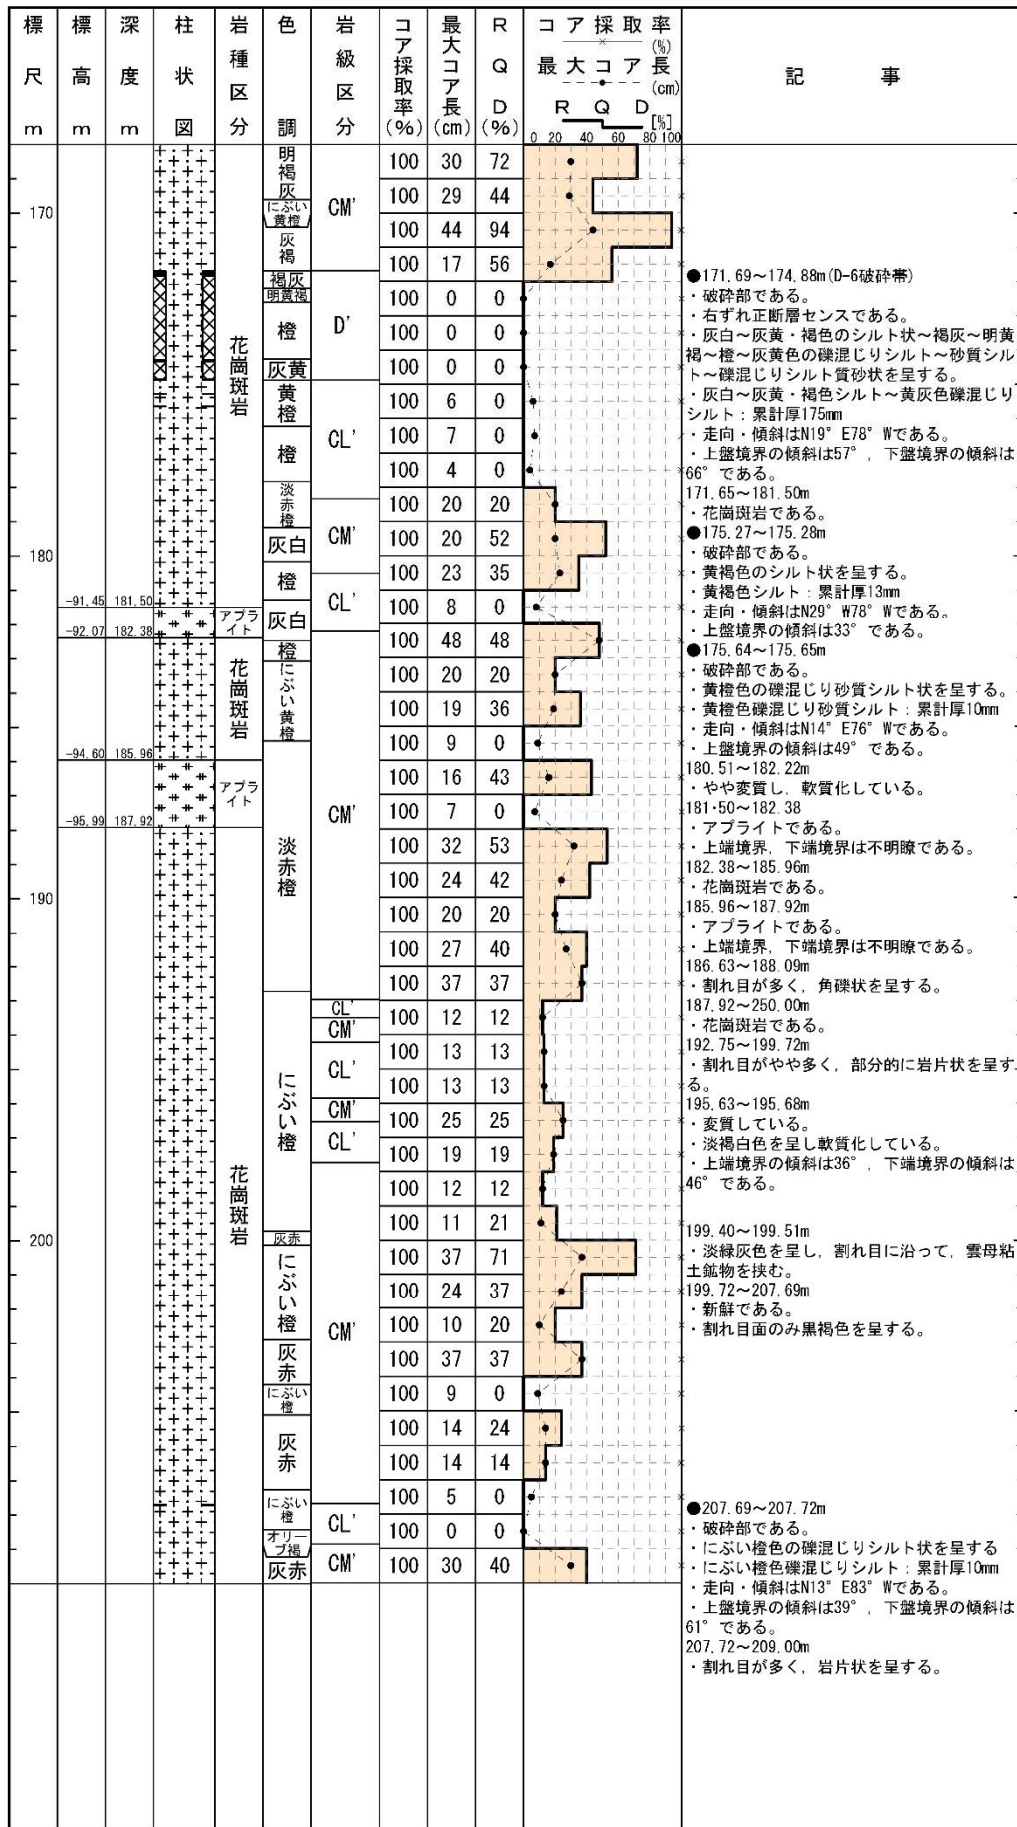 標尺 m
標高 m
深度 m
柱状図
岩種区分
色調
岩級区分
コア採取率(%)
最大コア長(cm)
RQD(%)
コア採取率(%)
最大コア長(cm)
RQD[%]
0 20 40 60 80 100
記事
170
180
190
200
-91.45 181.50
-92.07 182.38
-94.60 185.96
-95.99 187.92
花崗斑岩
アプライト
花崗斑岩
アプライト
花崗斑岩
明褐灰
にぶい黄橙
灰褐
褐灰
明黄褐
橙
灰黄
黄橙
橙
淡赤橙
灰白
橙
灰白
橙
にぶい黄橙
淡赤橙
にぶい橙
灰赤
にぶい橙
灰赤
にぶい橙
灰赤
にぶい橙
オリーブ褐
灰赤
CM'
D'
CL'
CM'
CL'
CM'
CL'
CM'
CL'
CM'
CL'
CM'
CL'
CM'
100 30 72
100 29 44
100 44 94
100 17 56
100 0 0
100 0 0
100 0 0
100 6 0
100 7 0
100 4 0
100 20 20
100 20 52
100 23 35
100 8 0
100 48 48
100 20 20
100 19 36
100 9 0
100 16 43
100 7 0
100 32 53
100 24 42
100 20 20
100 27 40
100 37 37
100 12 12
100 13 13
100 13 13
100 25 25
100 19 19
100 12 12
100 11 21
100 37 71
100 24 37
100 10 20
100 37 37
100 9 0
100 14 24
100 14 14
100 5 0
100 0 0
100 30 40
●171.69～174.88m(D-6破砕帯)
・破砕部である。
・右ずれ正断層センスである。
・灰白～灰黄・褐色のシルト状～褐灰～明黄
褐～橙～灰黄色の礫混じりシルト～砂質シル
ト～礫混じりシルト質砂状を呈する。
・灰白～灰黄・褐色シルト～黄灰色礫混じり
シルト：累計厚175mm
・走向・傾斜はN19°E78°Wである。
・上盤境界の傾斜は57°，下盤境界の傾斜は
66°である。
171.65～181.50m
・花崗斑岩である。
●175.27～175.28m
・破砕部である。
・黄褐色のシルト状を呈する。
・黄褐色シルト：累計厚13mm
・走向・傾斜はN29°W78°Wである。
・上盤境界の傾斜は33°である。
●175.64～175.65m
・破砕部である。
・黄橙色の礫混じり砂質シルト状を呈する。
・黄橙色礫混じり砂質シルト：累計厚10mm
・走向・傾斜はN14°E76°Wである。
・上盤境界の傾斜は49°である。
180.51～182.22m
・やや変質し，軟質化している。
181・50～182.38
・アプライトである。
・上端境界，下端境界は不明瞭である。
182.38～185.96m
・花崗斑岩である。
185.96～187.92m
・アプライトである。
・上端境界，下端境界は不明瞭である。
186.63～188.09m
・割れ目が多く，角礫状を呈する。
187.92～250.00m
・花崗斑岩である。
192.75～199.72m
・割れ目がやや多く，部分的に岩片状を呈す
る。
195.63～195.68m
・変質している。
・淡褐白色を呈し軟質化している。
・上端境界の傾斜は36°，下端境界の傾斜は
46°である。
199.40～199.51m
・淡緑灰色を呈し，割れ目に沿って，雲母粘
土鉱物を挟む。
199.72～207.69m
・新鮮である。
・割れ目面のみ黒褐色を呈する。
●207.69～207.72m
・破砕部である。
・にぶい橙色の礫混じりシルト状を呈する
・にぶい橙色礫混じりシルト：累計厚10mm
・走向・傾斜はN13°E83°Wである。
・上盤境界の傾斜は39°，下盤境界の傾斜は
61°である。
207.72～209.00m
・割れ目が多く，岩片状を呈する。